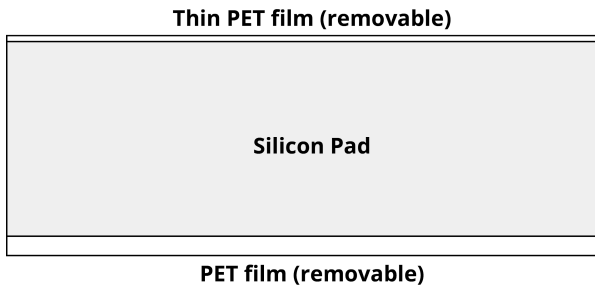 Thin PET film (removable)
Silicon Pad
PET film (removable)